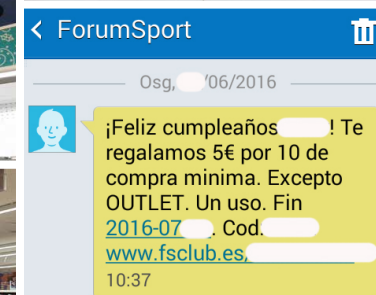 ForumSport
Osg, /06/2016
¡Feliz cumpleaños ! Te
regalamos 5€ por 10 de
compra minima. Excepto
OUTLET. Un uso. Fin
2016-07 . Cod.
www.fsclub.es/
10:37